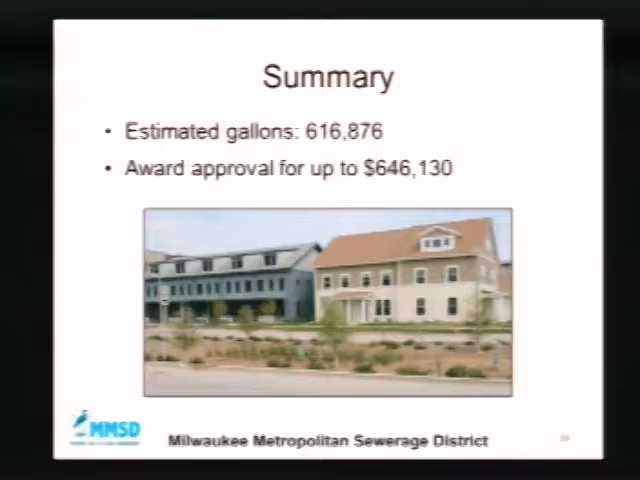 Summary
• Estimated gallons: 616,876
• Award approval for up to $646,130
MMSD
Milwaukee Metropolitan Sewerage District